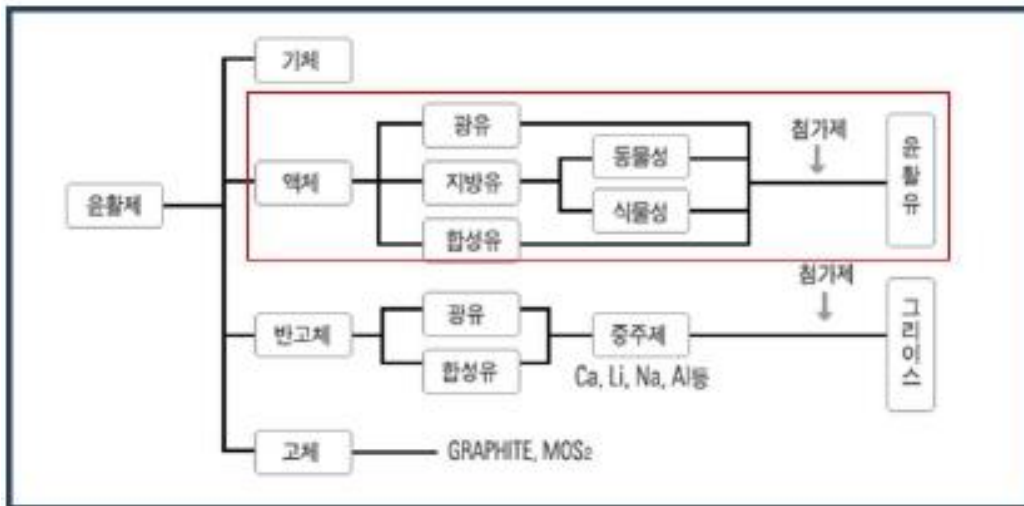 기체
광유
첨가제
동물성
윤활유
액체
지방유
윤활제
식물성
합성유
첨가제
광유
그리이스
반고체
중주제
합성유
Ca, Li, Na, Al등
고체
GRAPHITE, MOS₂